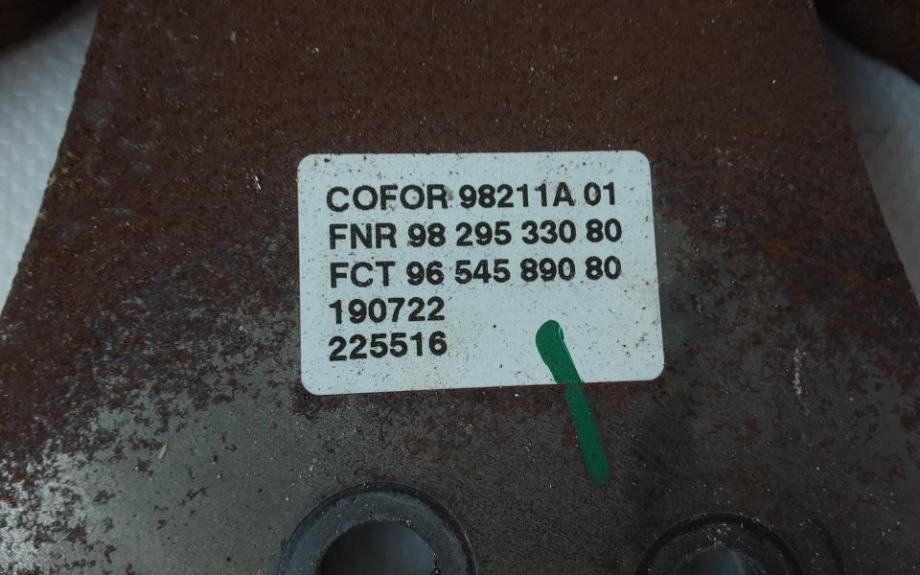 COFOR 98211A 01
FNR 98 295 330 80
FCT 96 545 890 80
190722
225516